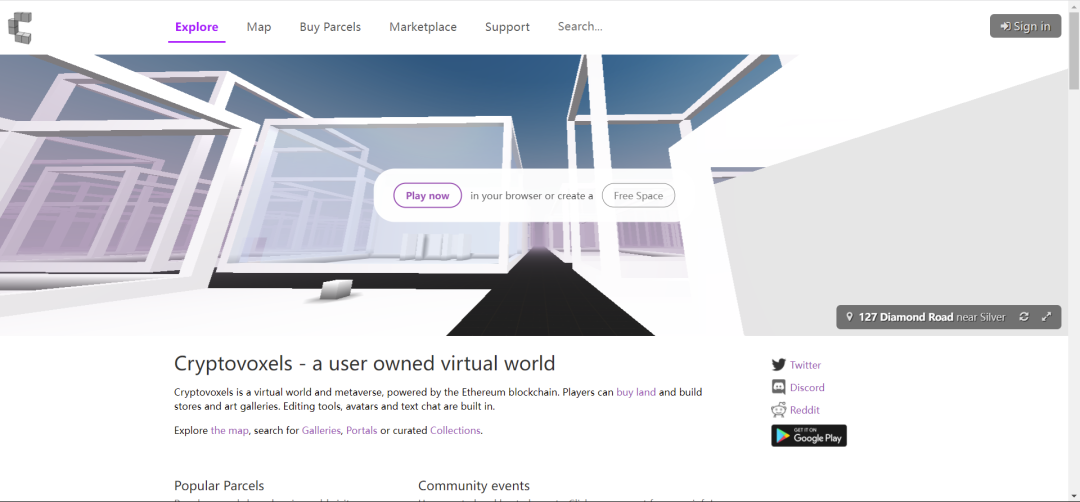 Explore Map Buy Parcels Marketplace Support Search... Sign in
Play now in your browser or create a Free Space
127 Diamond Road near Silver
Cryptovoxels - a user owned virtual world
Cryptovoxels is a virtual world and metaverse, powered by the Ethereum blockchain. Players can buy land and build
stores and art galleries. Editing tools, avatars and text chat are built in.
Explore the map, search for Galleries, Portals or curated Collections.
Twitter
Discord
Reddit
GET IT ON
Google Play
Popular Parcels
Community events